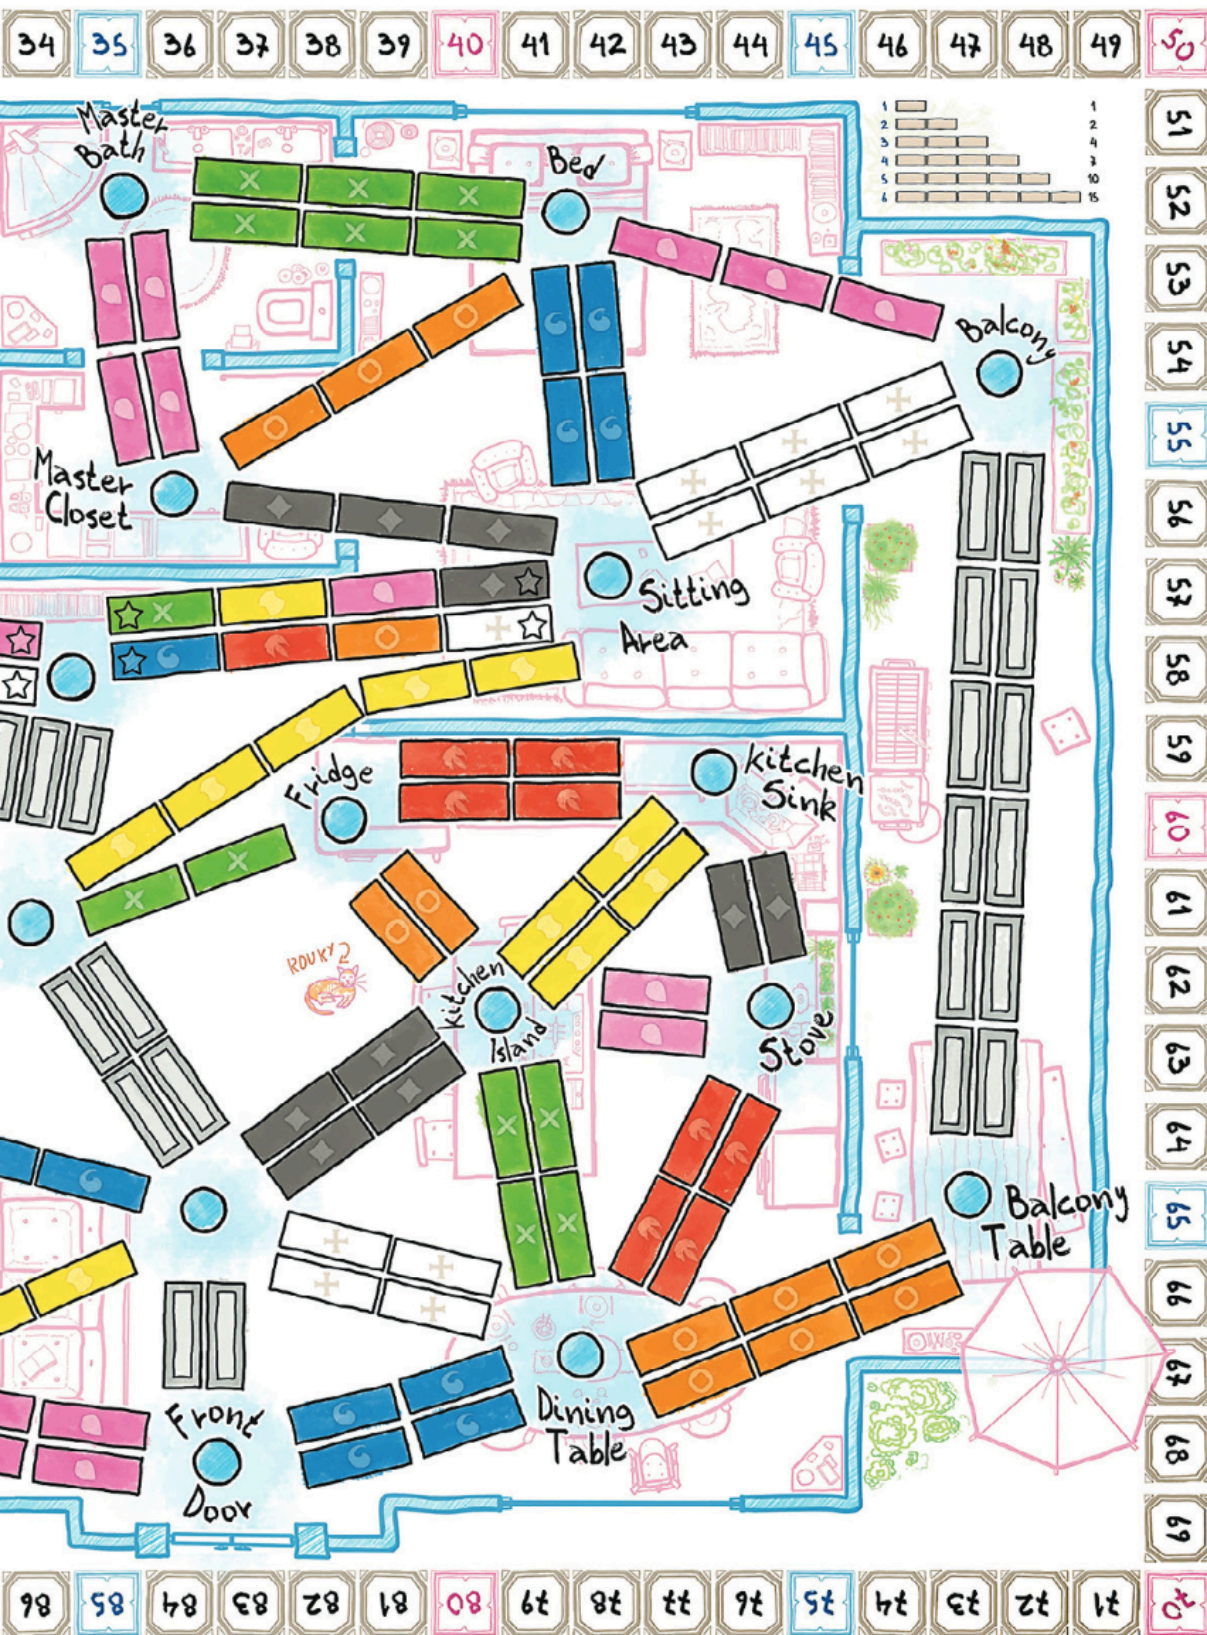 34 35 36 37 38 39 40 41 42 43 44 45 46 47 48 49 50
Master
Bath
Bed
1 1
2 2
3 4
4 7
5 10
6 15
51
52
53
Balcony
54
55
Master
Closet
56
57
Sitting
Area
58
59
Fridge
Kitchen
Sink
60
61
ROUKY 2
62
Kitchen
Island
Stove
63
64
Balcony
Table
65
66
67
Front
Door
Dining
Table
68
69
86 85 84 83 82 81 80 79 78 77 76 75 74 73 72 71 70